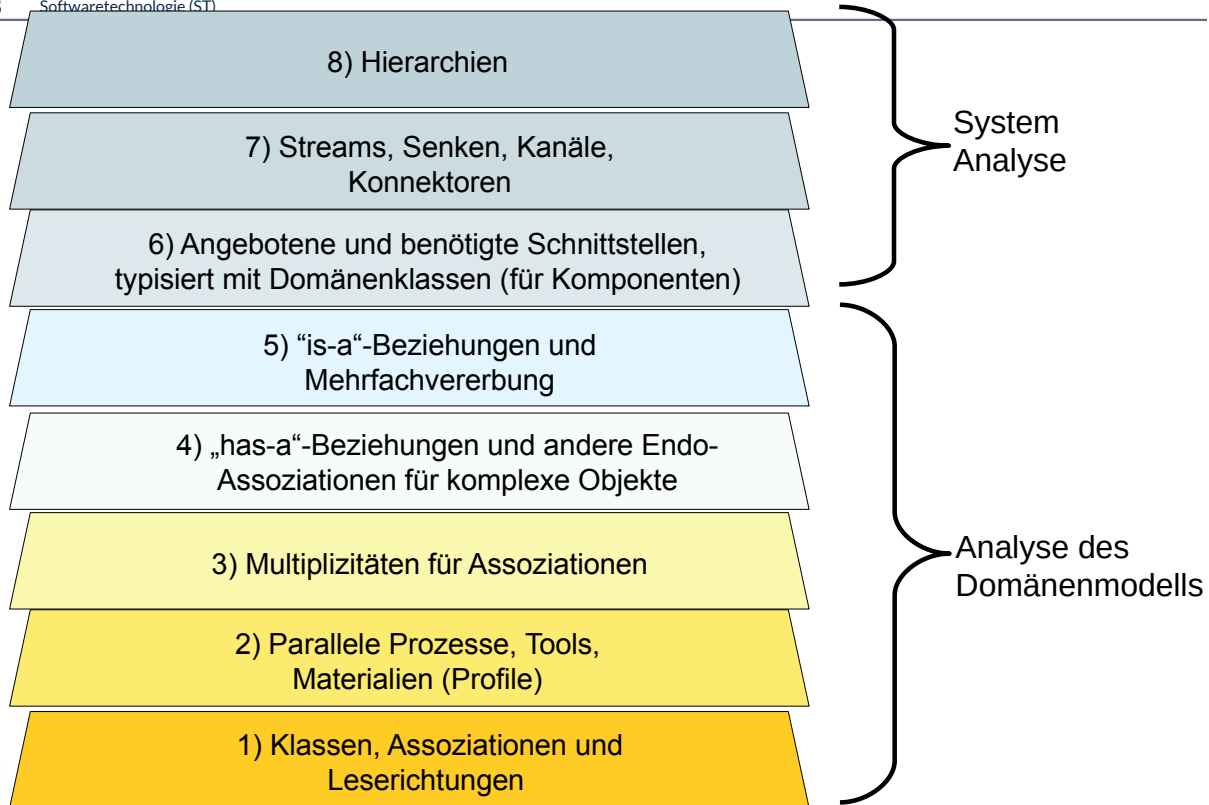 Softwaretechnologie (ST)
8) Hierarchien
7) Streams, Senken, Kanäle,
Konnektoren
6) Angebotene und benötigte Schnittstellen,
typisiert mit Domänenklassen (für Komponenten)
5) “is-a“-Beziehungen und
Mehrfachvererbung
4) „has-a“-Beziehungen und andere Endo-
Assoziationen für komplexe Objekte
3) Multiplizitäten für Assoziationen
2) Parallele Prozesse, Tools,
Materialien (Profile)
1) Klassen, Assoziationen und
Leserichtungen
System
Analyse
Analyse des
Domänenmodells